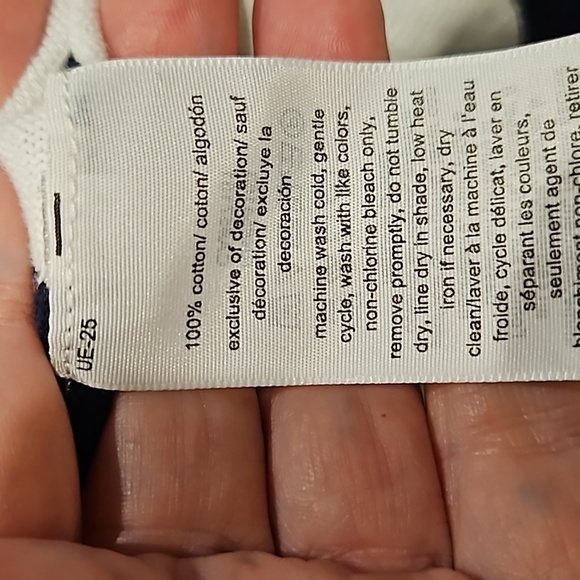 100% cotton/ coton/ algodón
exclusive of decoration/ sauf
décoration/ excluye la
decoración
machine wash cold, gentle
cycle, wash with like colors,
non-chlorine bleach only,
remove promptly, do not tumble
dry, line dry in shade, low heat
iron if necessary, dry
clean/laver à la machine à l'eau
froide, cycle délicat, laver en
séparant les couleurs,
seulement agent de
retirer
UE-25